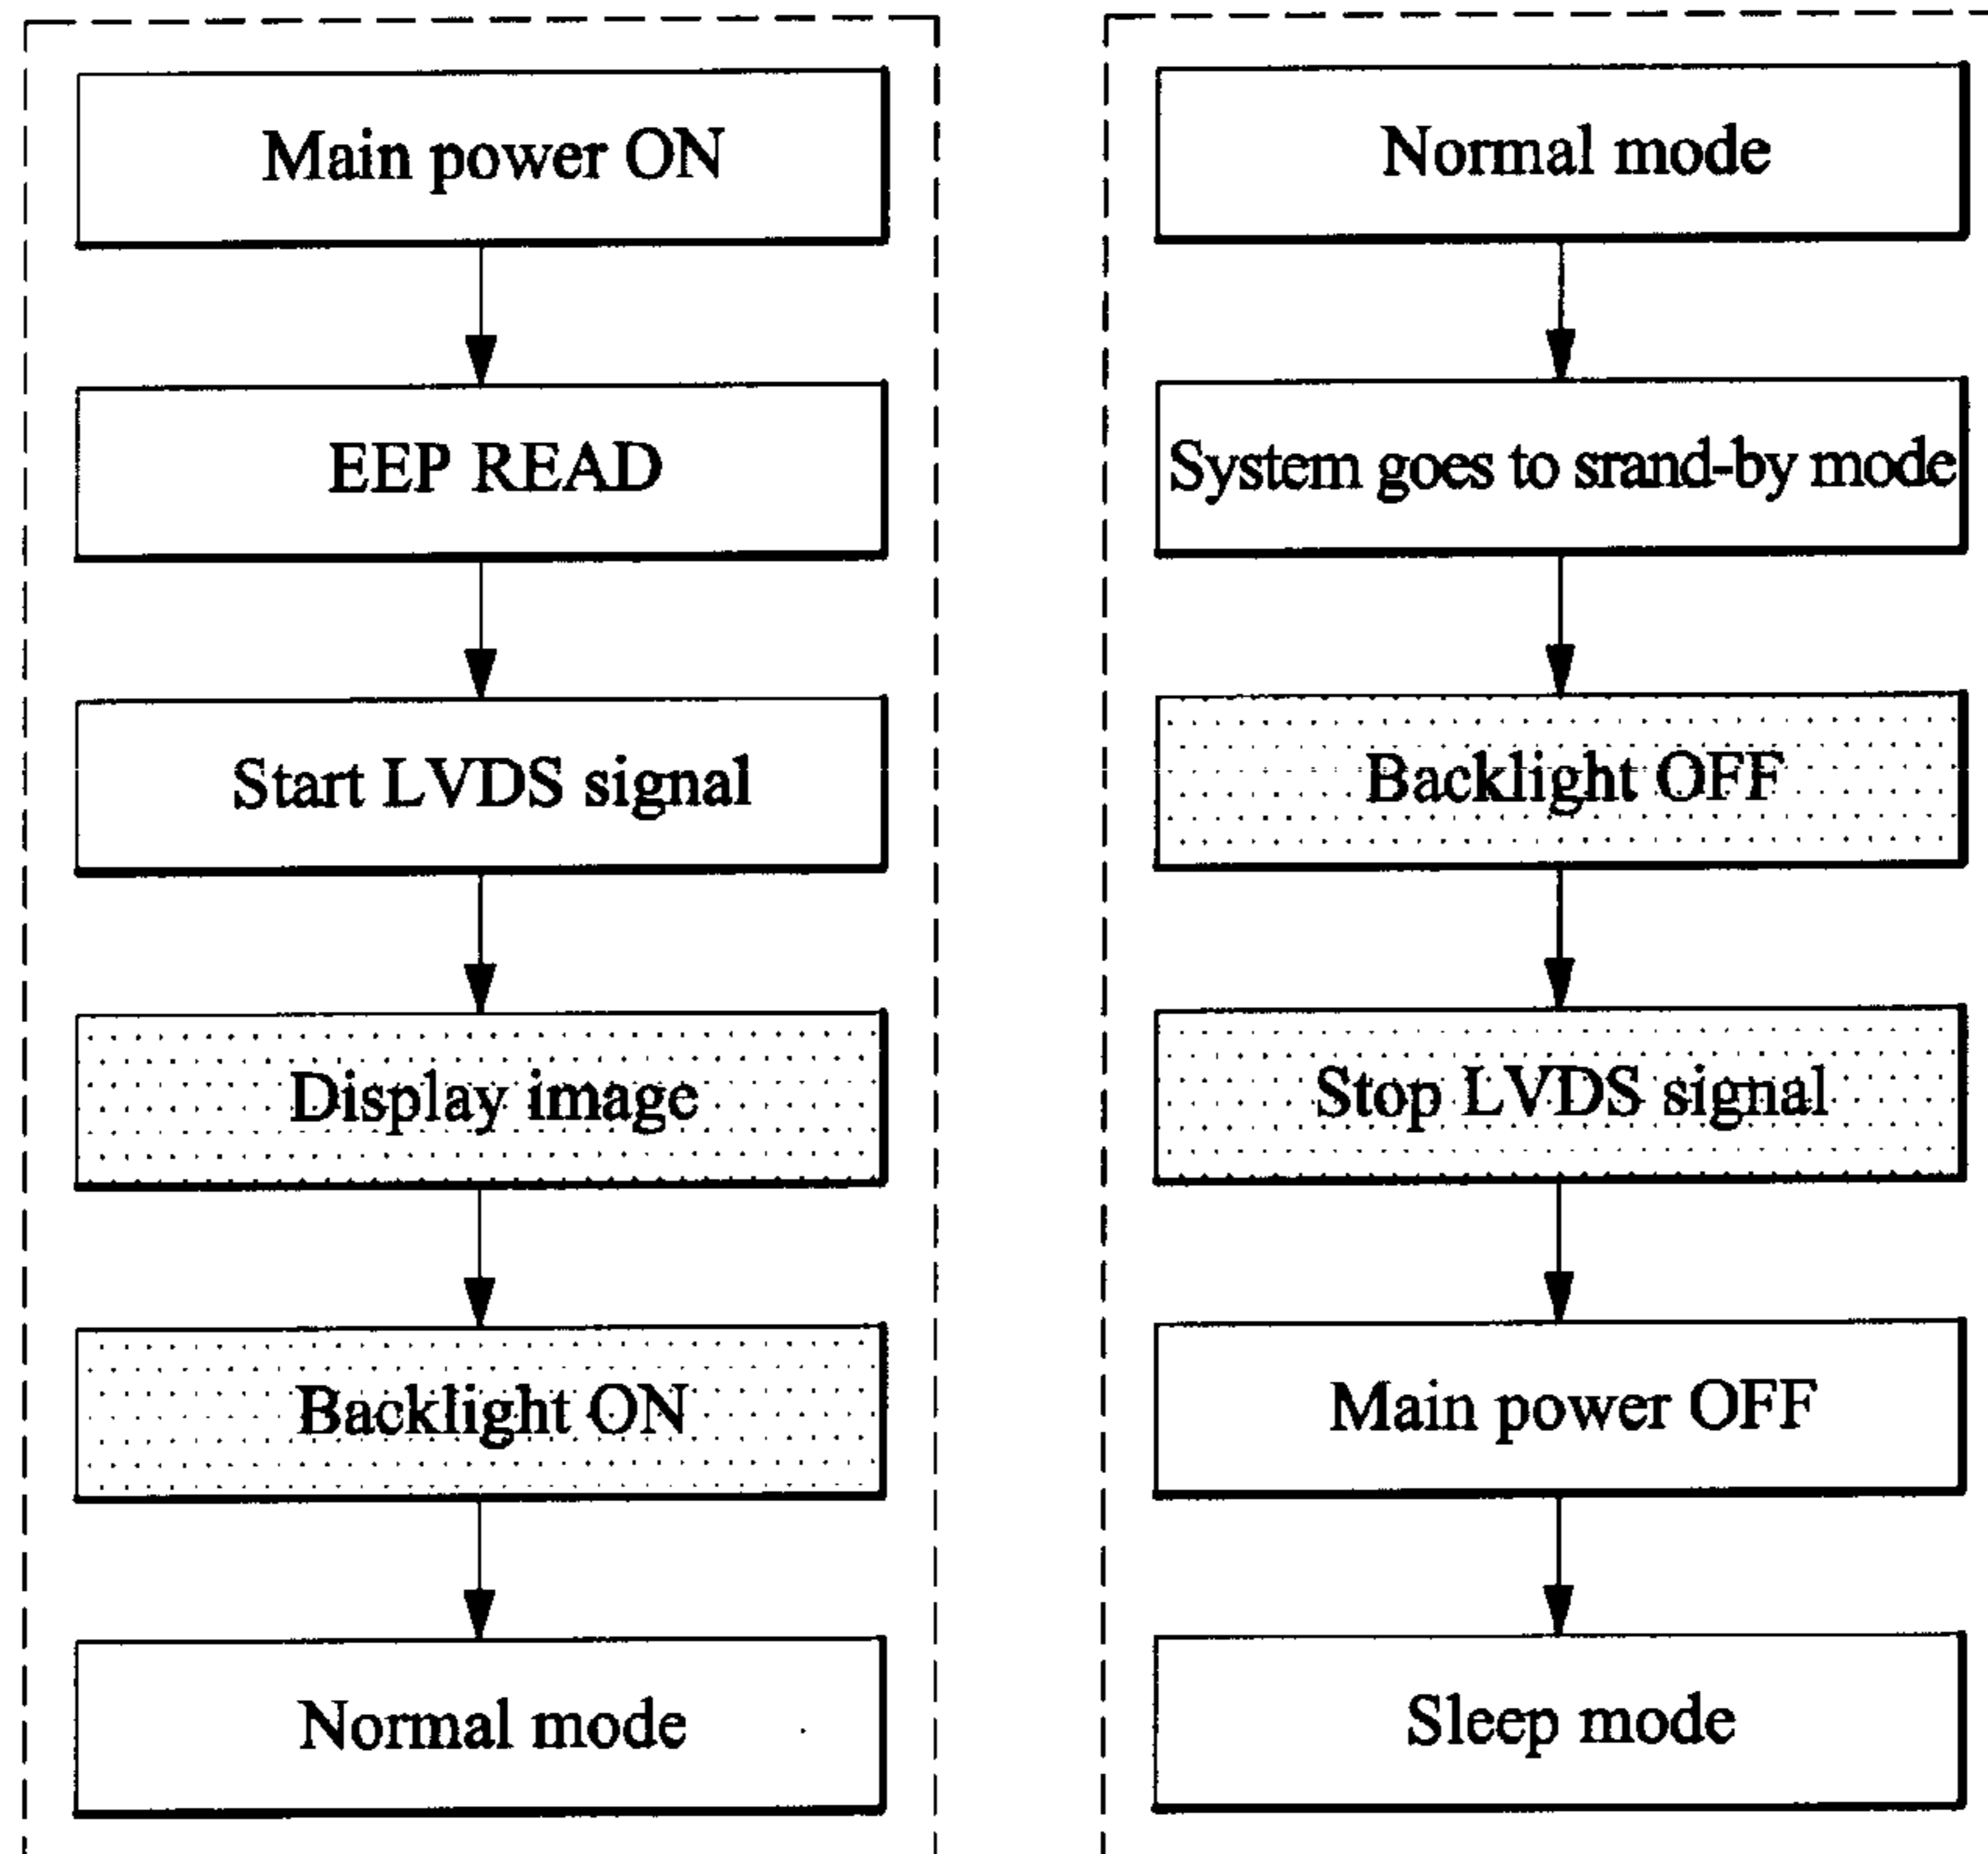 Main power ON
EEP READ
Start LVDS signal
Display image
Backlight ON
Normal mode
Normal mode
System goes to srand-by mode
Backlight OFF
Stop LVDS signal
Main power OFF
Sleep mode